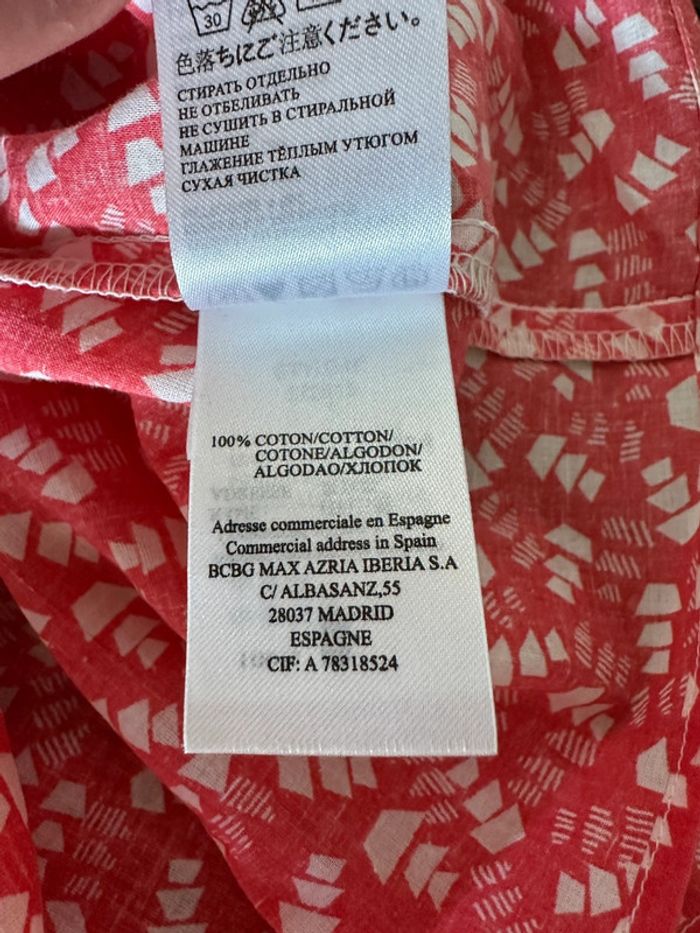 30
色落ちにご注意ください。
СТИРАТЬ ОТДЕЛЬНО
НЕ ОТБЕЛИВАТЬ
НЕ СУШИТЬ В СТИРАЛЬНОЙ
МАШИНЕ
ГЛАЖЕНИЕ ТЁПЛЫМ УТЮГОМ
СУХАЯ ЧИСТКА
100% COTON/COTTON/
COTONE/ALGODON/
ALGODAO/ХЛОПОК
Adresse commerciale en Espagne
Commercial address in Spain
BCBG MAX AZRIA IBERIA S.A
C/ ALBASANZ,55
28037 MADRID
ESPAGNE
CIF: A 78318524